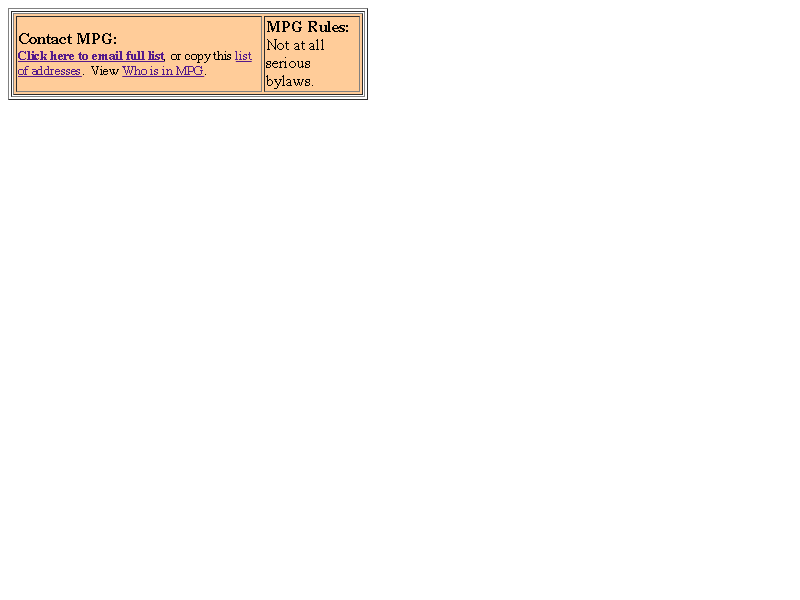 Contact MPG:
Click here to email full list, or copy this list
of addresses.  View Who is in MPG.
MPG Rules:
Not at all
serious
bylaws.